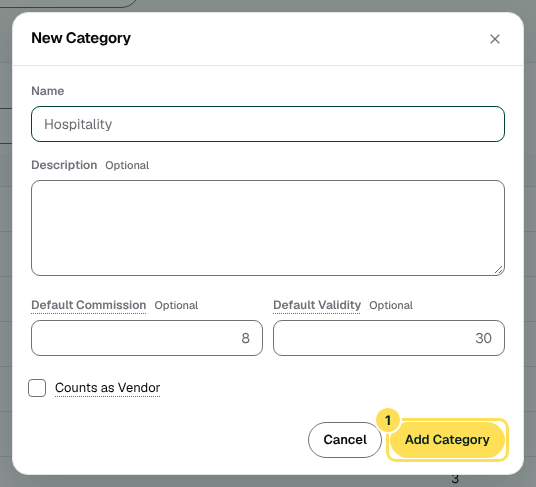 New Category
Name
Hospitality
Description Optional
Default Commission Optional
Default Validity Optional
8
30
Counts as Vendor
1
Cancel
Add Category
3